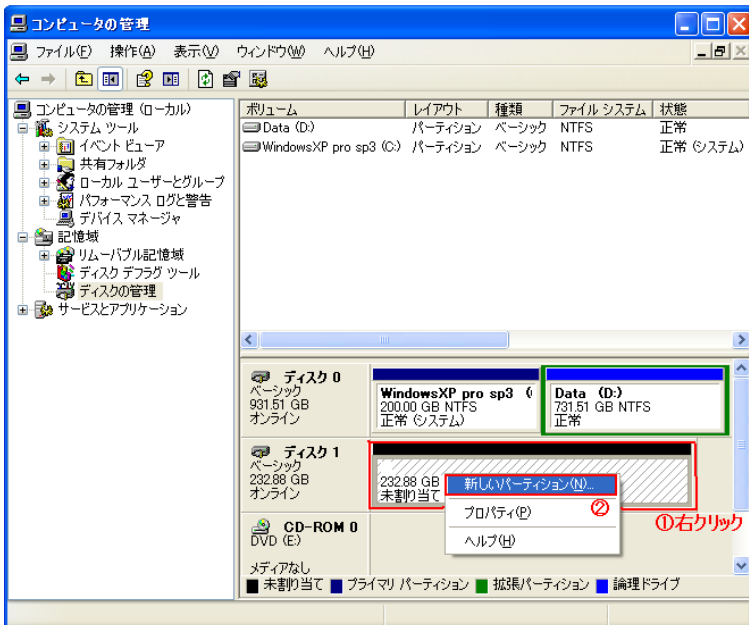 コンピュータの管理
ファイル(F) 操作(A) 表示(V) ウィンドウ(W) ヘルプ(H)
コンピュータの管理 (ローカル)
システム ツール
イベント ビューア
共有フォルダ
ローカル ユーザーとグループ
パフォーマンス ログと警告
デバイス マネージャ
記憶域
リムーバブル記憶域
ディスク デフラグ ツール
ディスクの管理
サービスとアプリケーション
ボリューム レイアウト 種類 ファイル システム 状態
Data (D:) パーティション ベーシック NTFS 正常
WindowsXP pro sp3 (C:) パーティション ベーシック NTFS 正常 (システム)
ディスク 0
ベーシック
931.51 GB
オンライン
WindowsXP pro sp3 (
200.00 GB NTFS
正常 (システム)
Data (D:)
731.51 GB NTFS
正常
ディスク 1
ベーシック
232.88 GB
オンライン
232.88 GB
未割り当て
新しいパーティション(N)...
プロパティ(P)
ヘルプ(H)
②
①右クリック
CD-ROM 0
DVD (E:)
メディアなし
未割り当て プライマリ パーティション 拡張パーティション 論理ドライブ